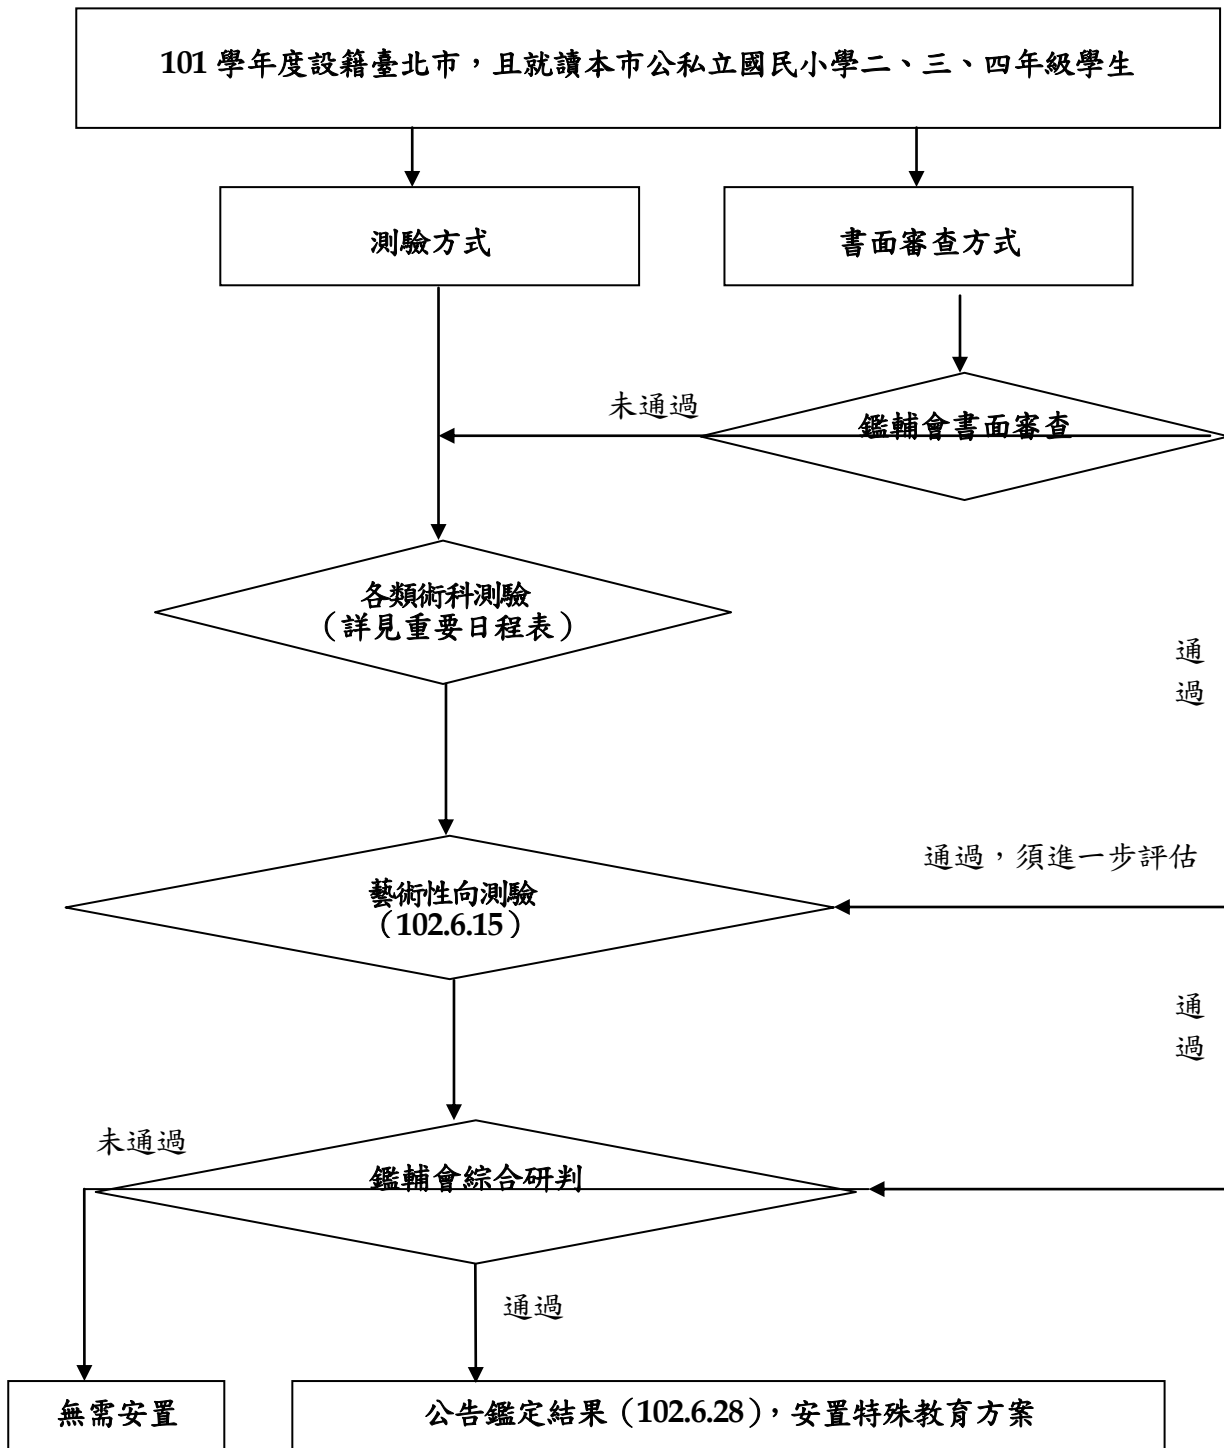 101 學年度設籍臺北市，且就讀本市公私立國民小學二、三、四年級學生
測驗方式
書面審查方式
未通過
鑑輔會書面審查
各類術科測驗
（詳見重要日程表）
通
過
通過，須進一步評估
藝術性向測驗
（102.6.15）
通
過
未通過
鑑輔會綜合研判
通過
無需安置
公告鑑定結果（102.6.28），安置特殊教育方案